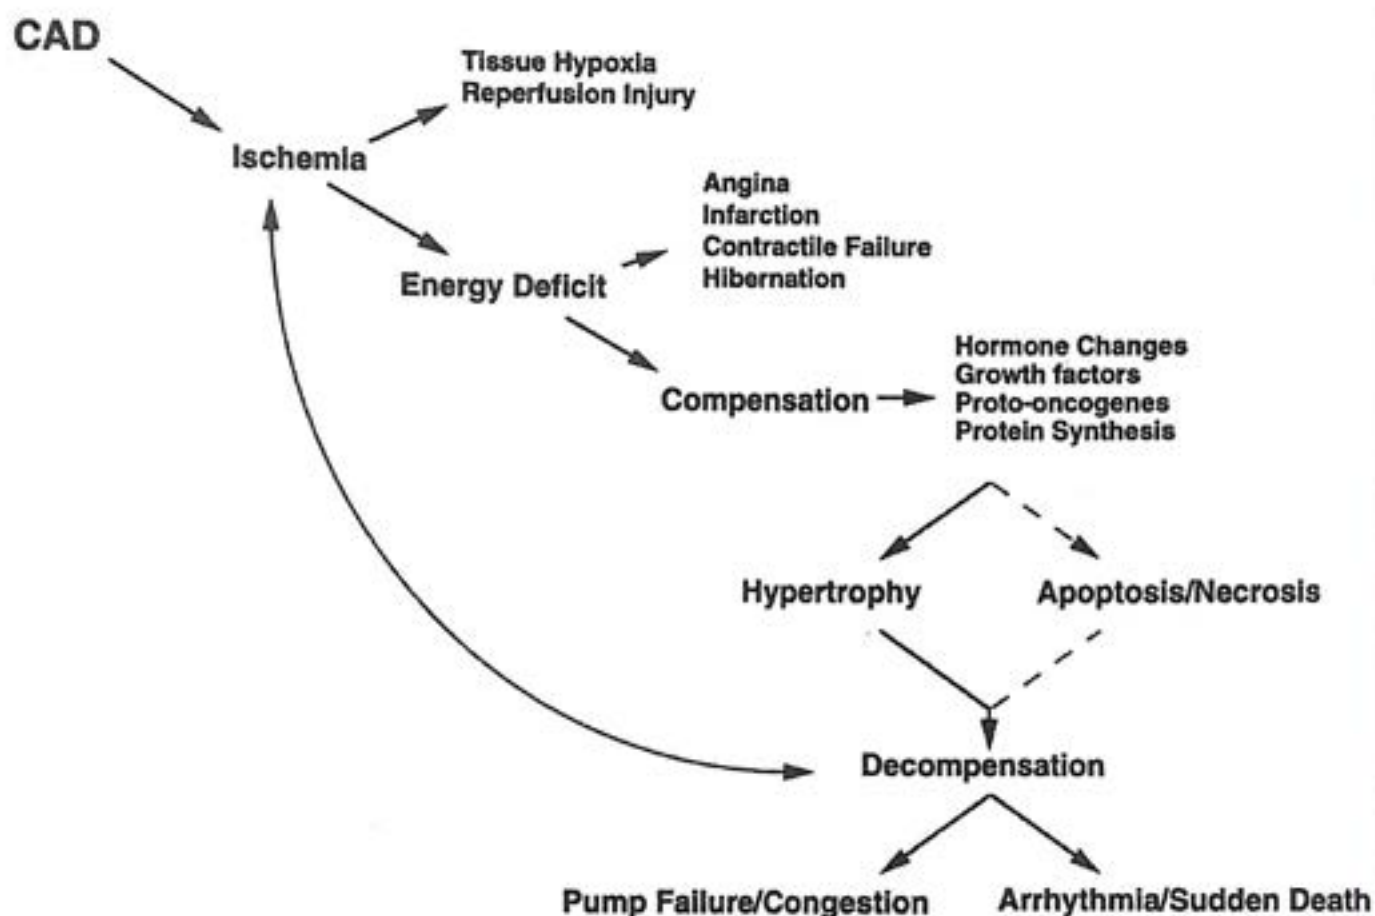 CAD
Tissue Hypoxia
Reperfusion Injury
Ischemia
Angina
Infarction
Contractile Failure
Hibernation
Energy Deficit
Hormone Changes
Growth factors
Proto-oncogenes
Protein Synthesis
Compensation
Hypertrophy
Apoptosis/Necrosis
Decompensation
Pump Failure/Congestion
Arrhythmia/Sudden Death